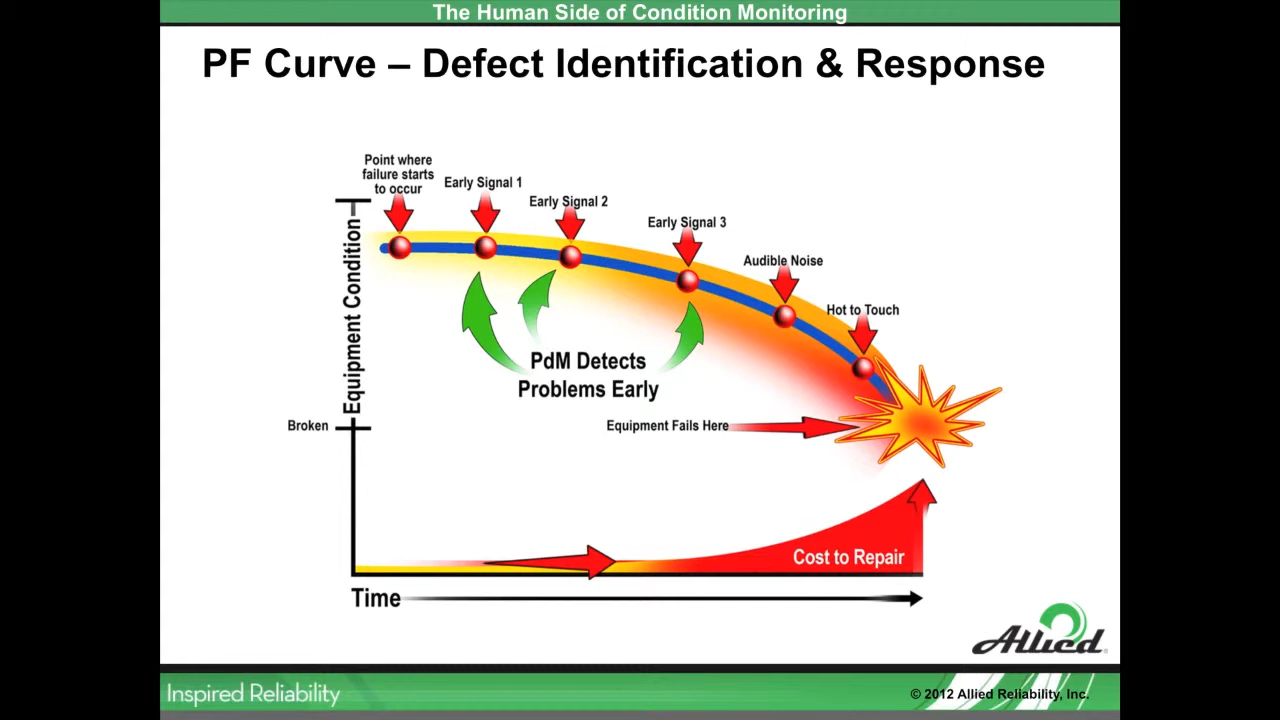 The Human Side of Condition Monitoring
PF Curve – Defect Identification & Response
Point where
failure starts
to occur
Early Signal 1
Early Signal 2
Early Signal 3
Audible Noise
Hot to Touch
Equipment Condition
PdM Detects
Problems Early
Broken
Equipment Fails Here
Cost to Repair
Time
Allied
Inspired Reliability
© 2012 Allied Reliability, Inc.